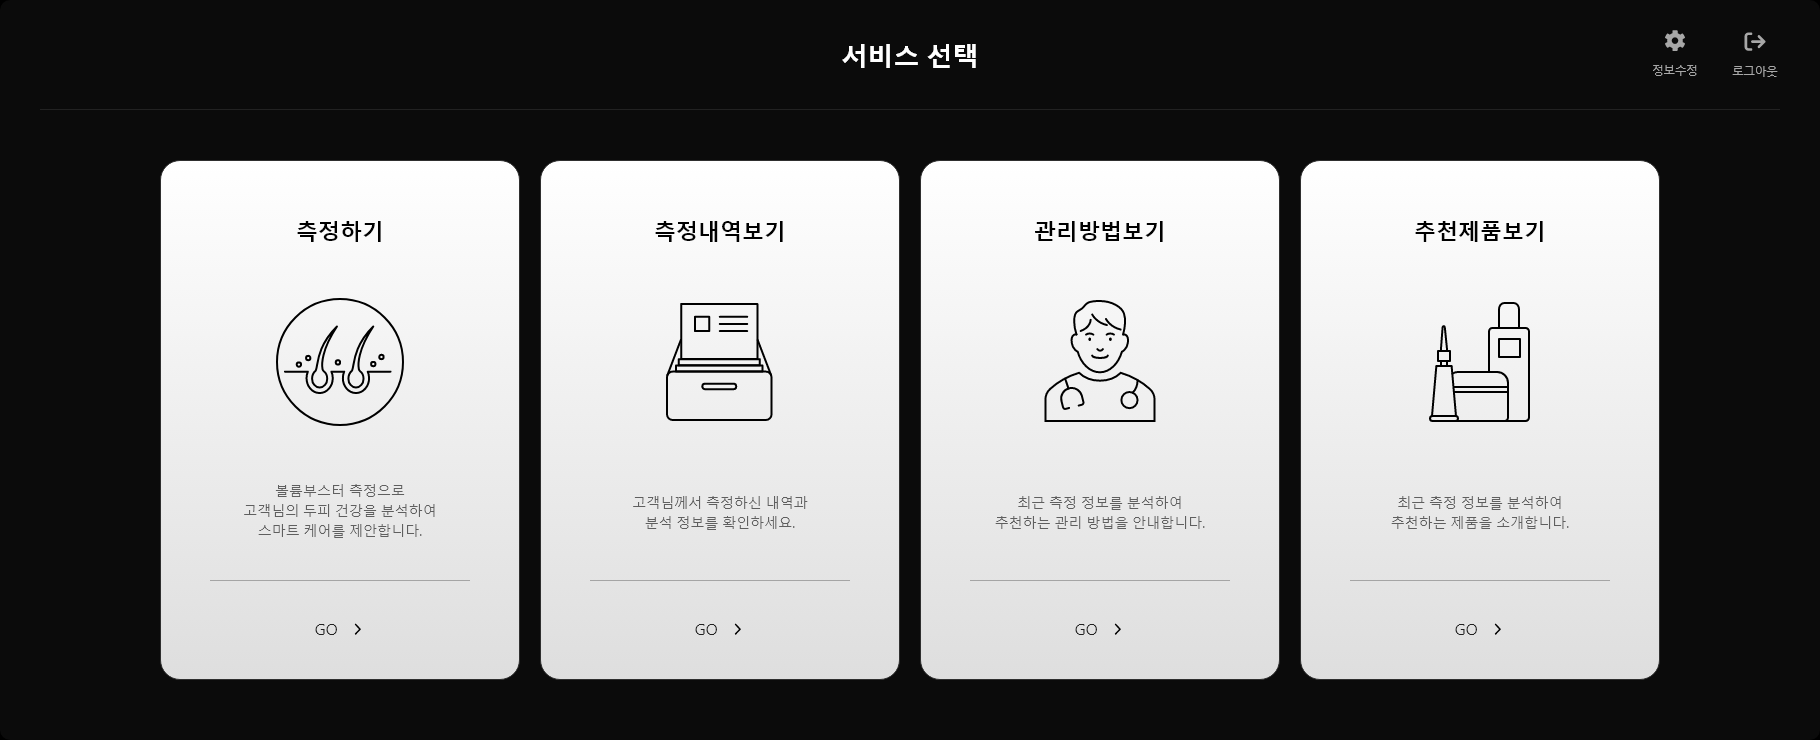 서비스 선택
정보수정
로그아웃
측정하기
볼륨부스터 측정으로
고객님의 두피 건강을 분석하여
스마트 케어를 제안합니다.
GO
측정내역보기
고객님께서 측정하신 내역과
분석 정보를 확인하세요.
GO
관리방법보기
최근 측정 정보를 분석하여
추천하는 관리 방법을 안내합니다.
GO
추천제품보기
최근 측정 정보를 분석하여
추천하는 제품을 소개합니다.
GO